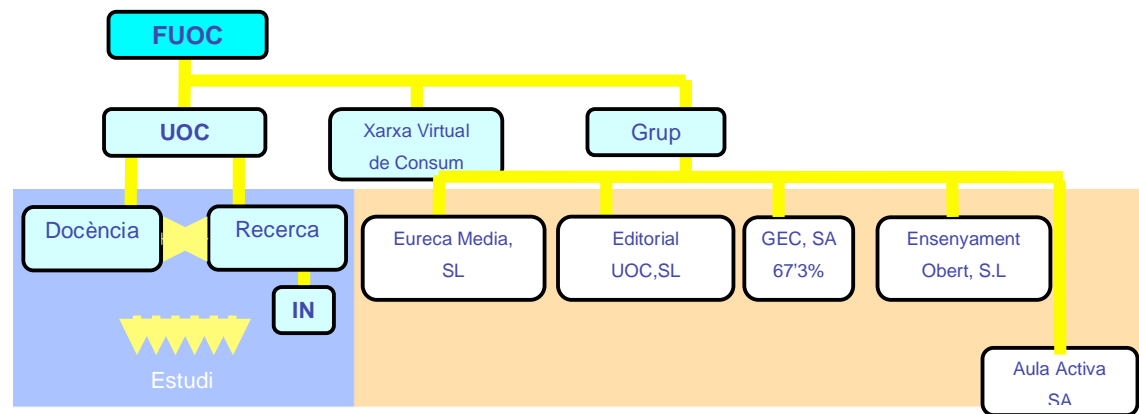 FUOC
UOC
Xarxa Virtual
de Consum
Grup
Docència
Recerca
Eureca Media,
SL
Editorial
UOC,SL
GEC, SA
67'3%
Ensenyament
Obert, S.L
IN
Estudi
Aula Activa
SA